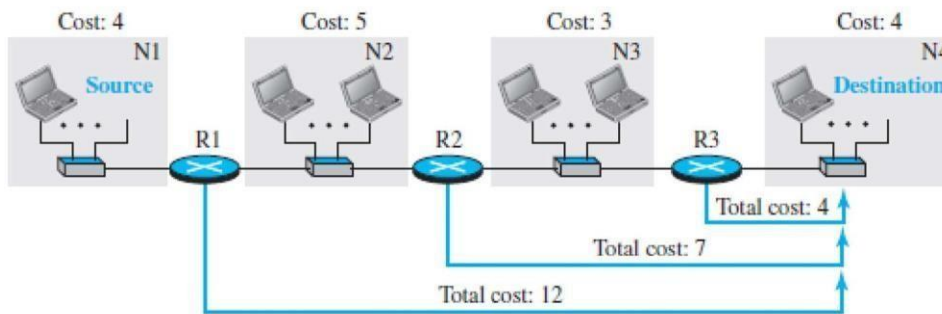 Cost: 4 Cost: 5 Cost: 3 Cost: 4
N1 N2 N3 N4
Source Destination
R1 R2 R3
Total cost: 4
Total cost: 7
Total cost: 12